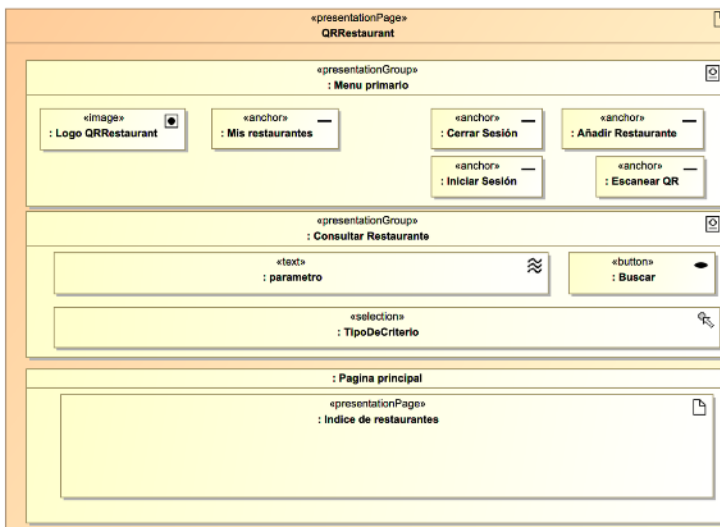 «presentationPage»
QRRestaurant
«presentationGroup»
: Menu primario
«image»
: Logo QRRestaurant
«anchor»
: Mis restaurantes
«anchor»
: Cerrar Sesión
«anchor»
: Añadir Restaurante
«anchor»
: Iniciar Sesión
«anchor»
: Escanear QR
«presentationGroup»
: Consultar Restaurante
«text»
: parametro
«button»
: Buscar
«selection»
: TipoDeCriterio
: Pagina principal
«presentationPage»
: Indice de restaurantes